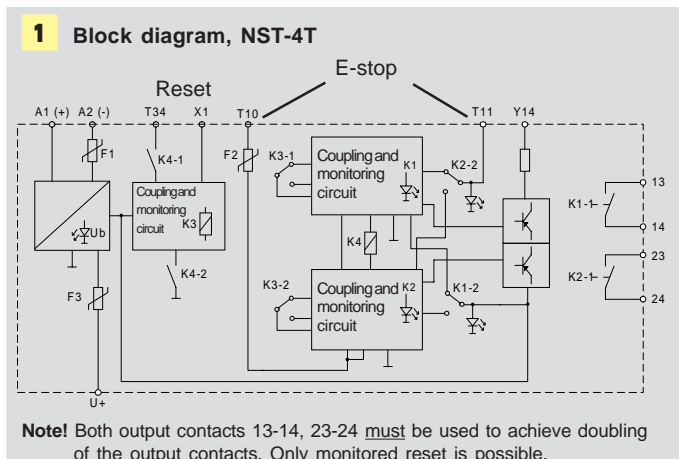 1 Block diagram, NST-4T
E-stop
Reset
A1 (+) A2 (-) T34 X1 T10 T11 Y14
F1
K4-1
F2
K3-1
Coupling and
monitoring
circuit
K1
K2-2
13
K1-1
14
Coupling and
monitoring
circuit
K3
Ub
K4
23
K2-1
24
K4-2
K3-2
Coupling and
monitoring
circuit
K2
K1-2
F3
U+
Note! Both output contacts 13-14, 23-24 must be used to achieve doubling
of the output contacts. Only monitored reset is possible.